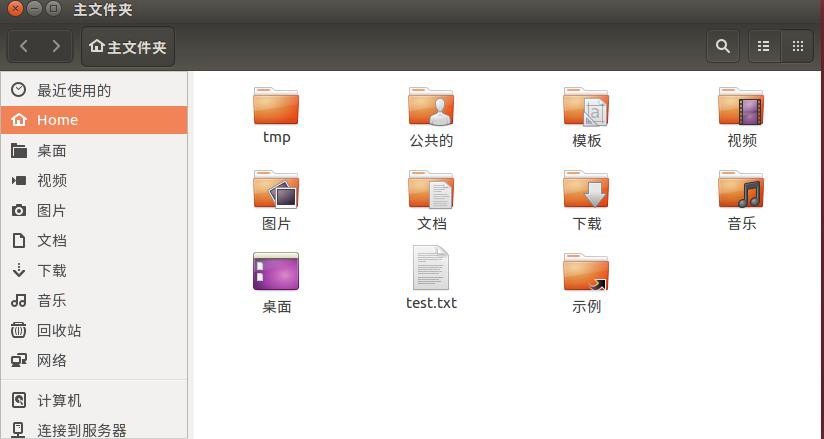 主文件夹
主文件夹
最近使用的
Home
桌面
视频
图片
文档
下载
音乐
回收站
网络
计算机
连接到服务器
tmp
公共的
模板
视频
图片
文档
下载
音乐
桌面
test.txt
示例